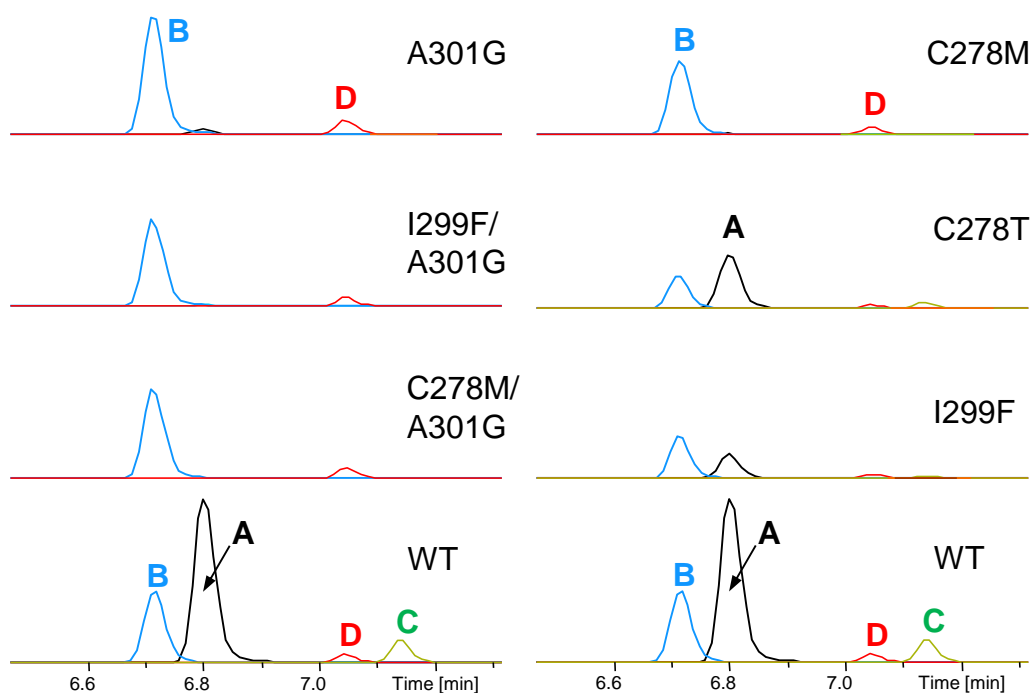 B
A301G
D
I299F/
A301G
C278M/
A301G
A
WT
B
D
C
6.6
6.8
7.0
Time [min]
B
C278M
D
A
C278T
I299F
A
WT
B
D
C
6.6
6.8
7.0
Time [min]